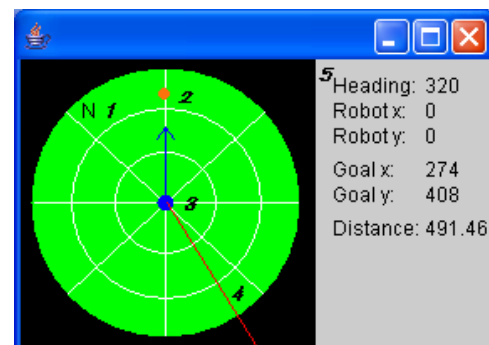 N 1
2
3
4
5
Heading: 320
Robot x: 0
Robot y: 0
Goal x: 274
Goal y: 408
Distance: 491.46